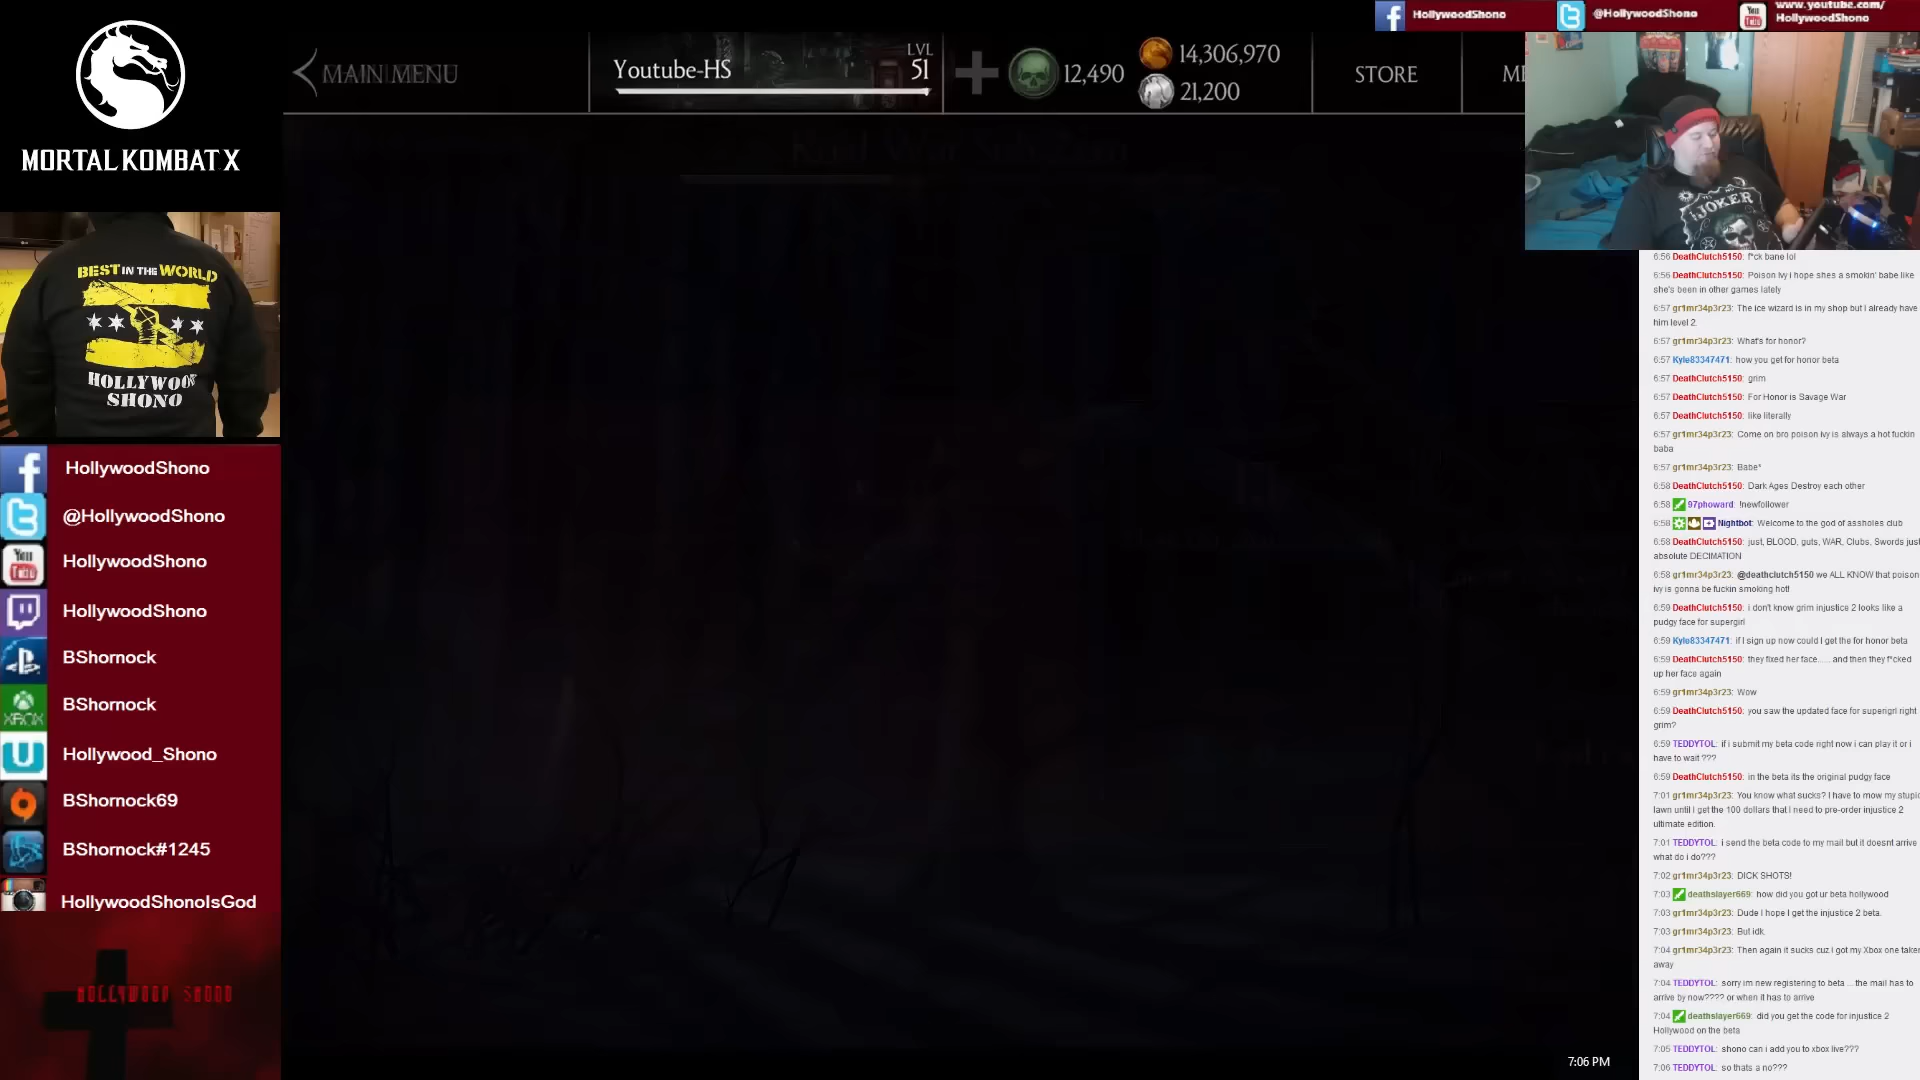 HollywoodShono
@HollywoodShono
www.youtube.com/
HollywoodShono
MORTAL KOMBAT X
MAIN MENU
Youtube-HS
LVL
51
12,490
14,306,970
21,200
STORE
ME
JOKER
BEST IN THE WORLD
HOLLYWOOD
SHONO
HollywoodShono
@HollywoodShono
You
Tube
HollywoodShono
HollywoodShono
BShornock
XBOX
BShornock
Hollywood_Shono
BShornock69
BShornock#1245
HollywoodShonoIsGod
HOLLYWOOD SHONO
6:56 DeathClutch5150: f*ck bane lol
6:56 DeathClutch5150: Poison Ivy i hope shes a smokin' babe like
she's been in other games lately
6:57 gr1mr34p3r23: The ice wizard is in my shop but I already have
him level 2.
6:57 gr1mr34p3r23: What's for honor?
6:57 Kyle83347471: how you get for honor beta
6:57 DeathClutch5150: grim
6:57 DeathClutch5150: For Honor is Savage War
6:57 DeathClutch5150: like literally
6:57 gr1mr34p3r23: Come on bro poison ivy is always a hot fuckin
baba
6:57 gr1mr34p3r23: Babe*
6:58 DeathClutch5150: Dark Ages Destroy each other
6:58 97phoward: !newfollower
6:58 Nightbot: Welcome to the god of assholes club
6:58 DeathClutch5150: just, BLOOD, guts, WAR, Clubs, Swords just
absolute DECIMATION
6:58 gr1mr34p3r23: @deathclutch5150 we ALL KNOW that poison
ivy is gonna be fuckin smoking hot!
6:59 DeathClutch5150: i don't know grim injustice 2 looks like a
pudgy face for supergirl
6:59 Kyle83347471: if I sign up now could I get the for honor beta
6:59 DeathClutch5150: they fixed her face...... and then they f*cked
up her face again
6:59 gr1mr34p3r23: Wow
6:59 DeathClutch5150: you saw the updated face for supergirl right
grim?
6:59 TEDDYTOL: if i submit my beta code right now i can play it or i
have to wait ???
6:59 DeathClutch5150: in the beta its the original pudgy face
7:01 gr1mr34p3r23: You know what sucks? I have to mow my stupid
lawn until I get the 100 dollars that I need to pre-order injustice 2
ultimate edition.
7:01 TEDDYTOL: i send the beta code to my mail but it doesnt arrive
what do i do???
7:02 gr1mr34p3r23: DICK SHOTS!
7:03 deathslayer669: how did you got ur beta hollywood
7:03 gr1mr34p3r23: Dude I hope I get the injustice 2 beta.
7:03 gr1mr34p3r23: But idk.
7:04 gr1mr34p3r23: Then again it sucks cuz i got my Xbox one taken
away
7:04 TEDDYTOL: sorry im new registering to beta ... the mail has to
arrive by now???? or when it has to arrive
7:04 deathslayer669: did you get the code for injustice 2
Hollywood on the beta
7:05 TEDDYTOL: shono can i add you to xbox live???
7:06 TEDDYTOL: so thats a no???
7:06 PM